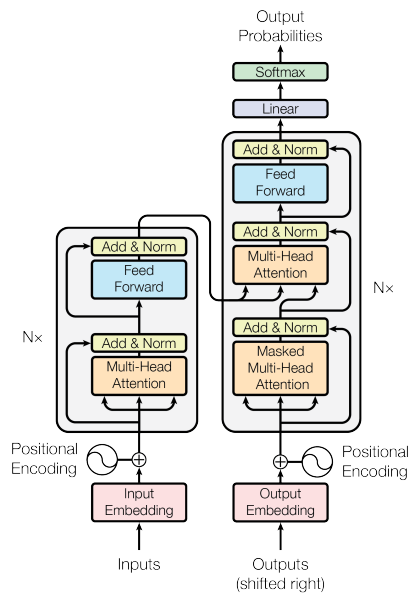 Output
Probabilities
Softmax
Linear
Add & Norm
Feed
Forward
Add & Norm
Multi-Head
Attention
Add & Norm
Masked
Multi-Head
Attention
N×
Positional
Encoding
Output
Embedding
Outputs
(shifted right)
Add & Norm
Feed
Forward
Add & Norm
Multi-Head
Attention
N×
Positional
Encoding
Input
Embedding
Inputs